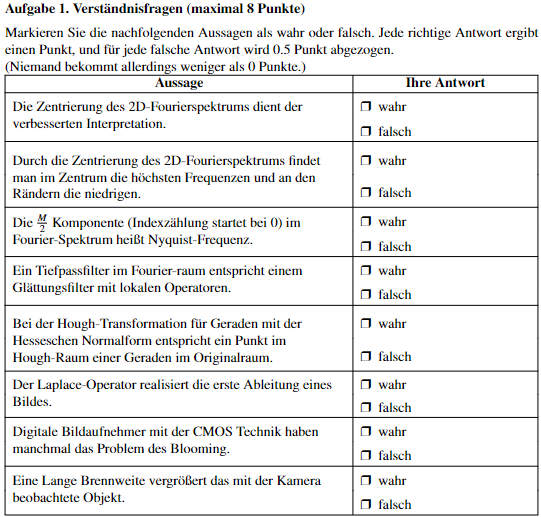 Aufgabe 1. Verständnisfragen (maximal 8 Punkte)
Markieren Sie die nachfolgenden Aussagen als wahr oder falsch. Jede richtige Antwort ergibt
einen Punkt, und für jede falsche Antwort wird 0.5 Punkt abgezogen.
(Niemand bekommt allerdings weniger als 0 Punkte.)
Aussage Ihre Antwort
Die Zentrierung des 2D-Fourierspektrums dient der
verbesserten Interpretation.
❒ wahr
❒ falsch
Durch die Zentrierung des 2D-Fourierspektrums findet
man im Zentrum die höchsten Frequenzen und an den
Rändern die niedrigen.
❒ wahr
❒ falsch
Die M/2 Komponente (Indexzählung startet bei 0) im
Fourier-Spektrum heißt Nyquist-Frequenz.
❒ wahr
❒ falsch
Ein Tiefpassfilter im Fourier-raum entspricht einem
Glättungsfilter mit lokalen Operatoren.
❒ wahr
❒ falsch
Bei der Hough-Transformation für Geraden mit der
Hesseschen Normalform entspricht ein Punkt im
Hough-Raum einer Geraden im Originalraum.
❒ wahr
❒ falsch
Der Laplace-Operator realisiert die erste Ableitung eines
Bildes.
❒ wahr
❒ falsch
Digitale Bildaufnehmer mit der CMOS Technik haben
manchmal das Problem des Blooming.
❒ wahr
❒ falsch
Eine Lange Brennweite vergrößert das mit der Kamera
beobachtete Objekt.
❒ wahr
❒ falsch